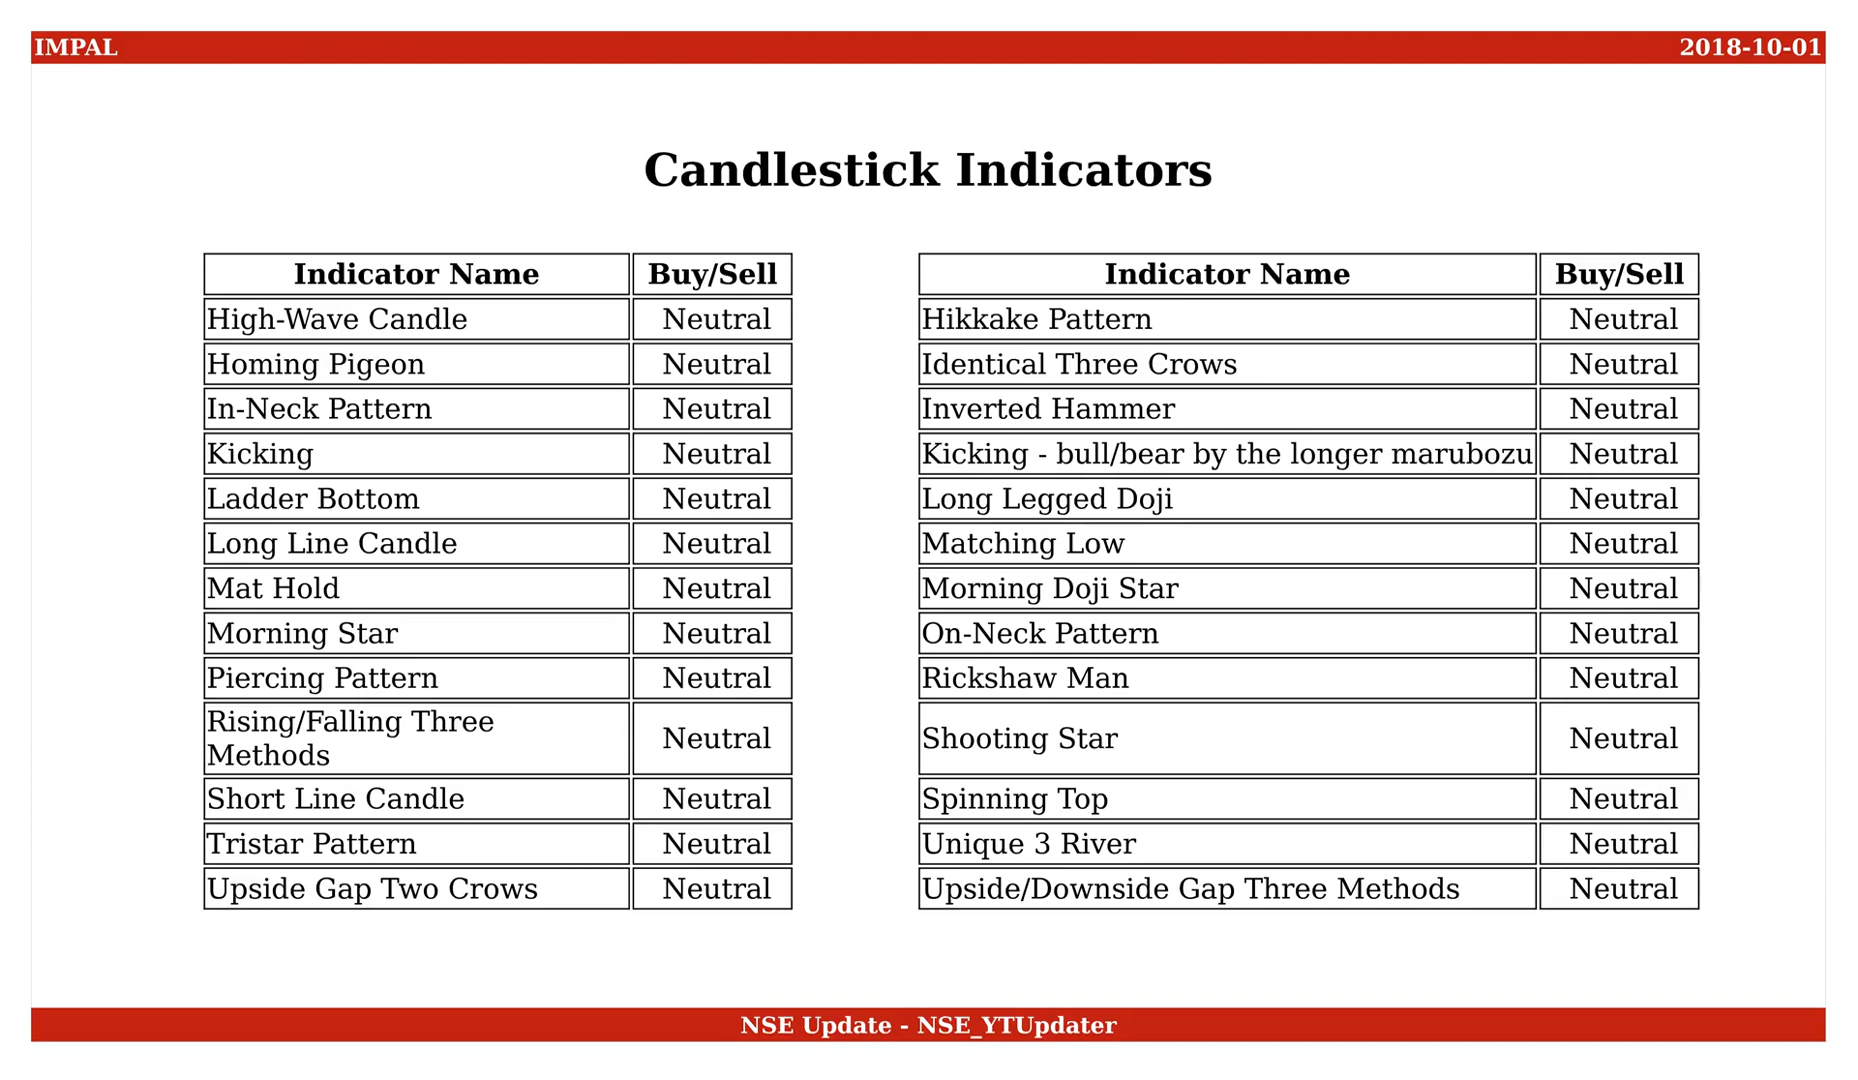 IMPAL 2018-10-01
Candlestick Indicators
Indicator Name Buy/Sell Indicator Name Buy/Sell
High-Wave Candle Neutral Hikkake Pattern Neutral
Homing Pigeon Neutral Identical Three Crows Neutral
In-Neck Pattern Neutral Inverted Hammer Neutral
Kicking Neutral Kicking - bull/bear by the longer marubozu Neutral
Ladder Bottom Neutral Long Legged Doji Neutral
Long Line Candle Neutral Matching Low Neutral
Mat Hold Neutral Morning Doji Star Neutral
Morning Star Neutral On-Neck Pattern Neutral
Piercing Pattern Neutral Rickshaw Man Neutral
Rising/Falling Three
Methods Neutral Shooting Star Neutral
Short Line Candle Neutral Spinning Top Neutral
Tristar Pattern Neutral Unique 3 River Neutral
Upside Gap Two Crows Neutral Upside/Downside Gap Three Methods Neutral
NSE Update - NSE_YTUpdater